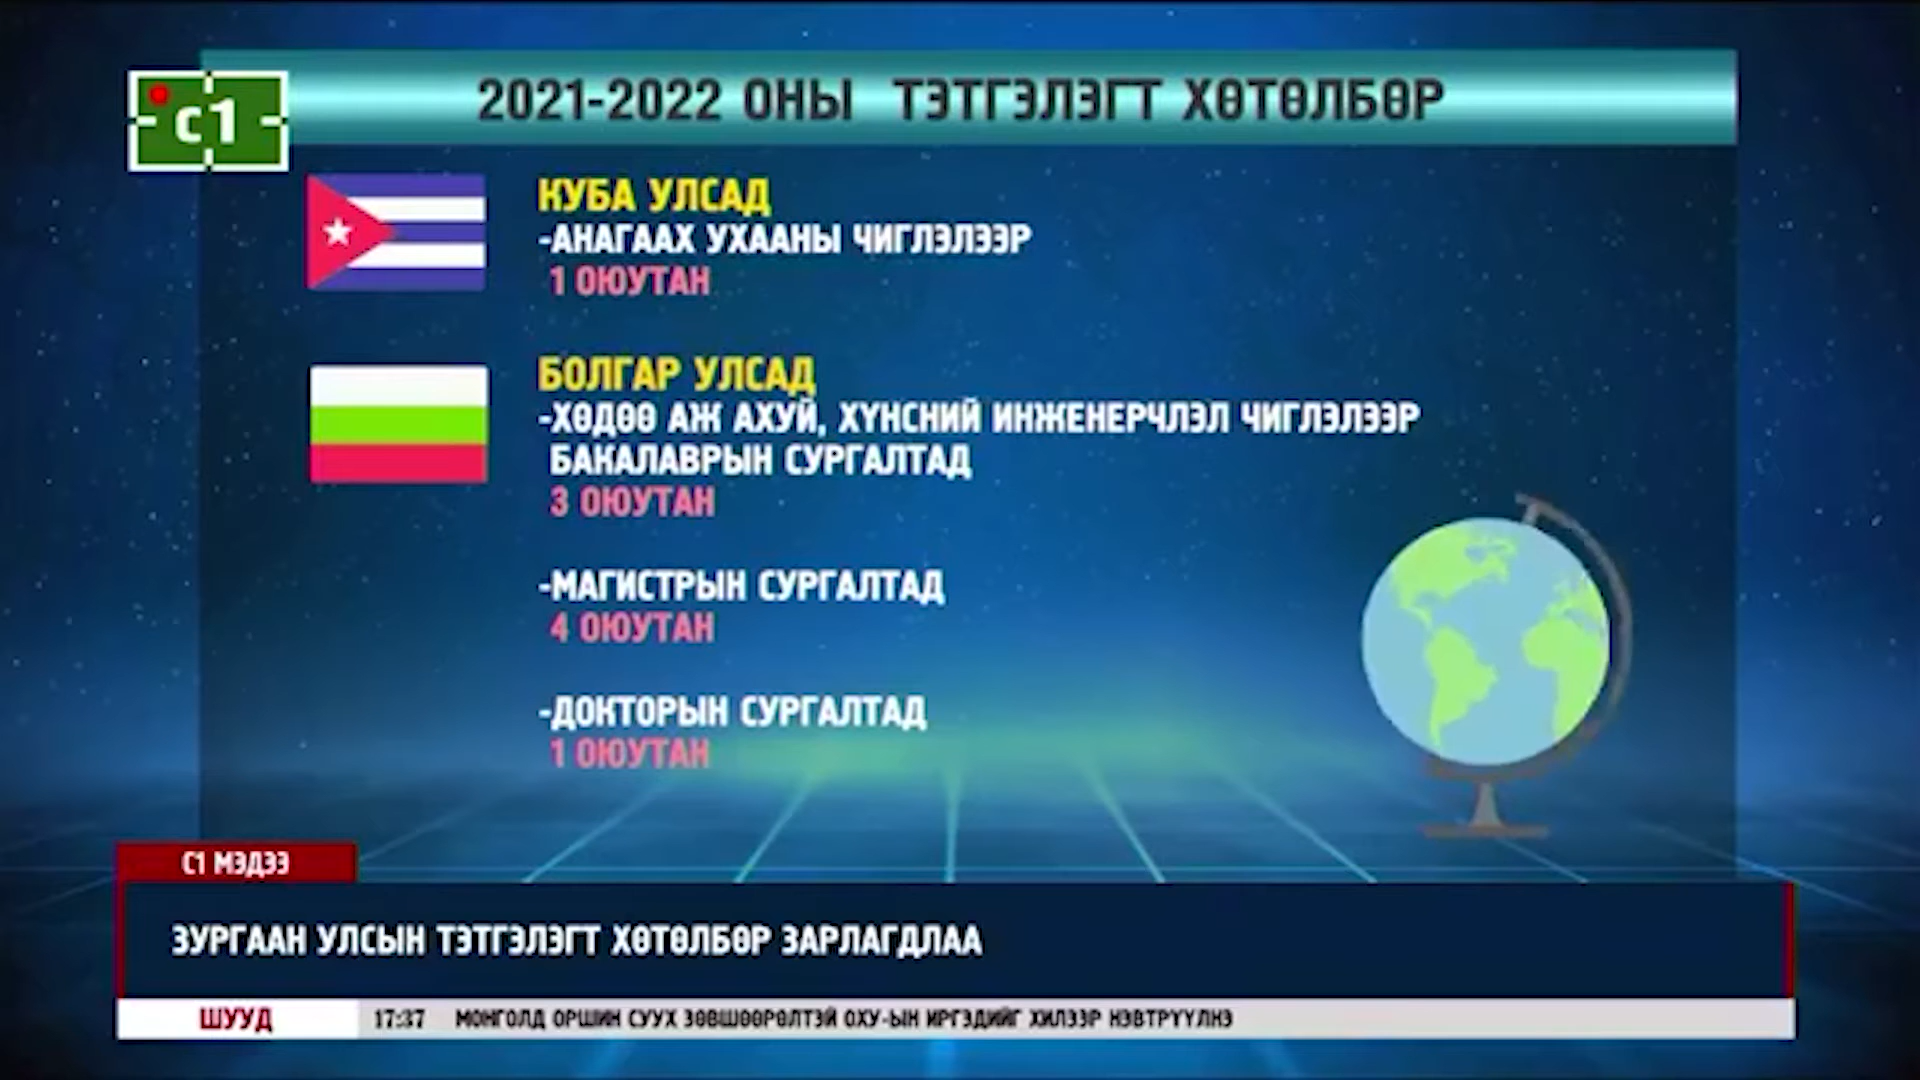 2021-2022 ОНЫ ТЭТГЭЛЭГТ ХӨТӨЛБӨР
c1
КУБА УЛСАД
-АНАГААХ УХААНЫ ЧИГЛЭЛЭЭР
1 ОЮУТАН
БОЛГАР УЛСАД
-ХӨДӨӨ АЖ АХУЙ, ХҮНСНИЙ ИНЖЕНЕРЧЛЭЛ ЧИГЛЭЛЭЭР
БАКАЛАВРЫН СУРГАЛТАД
3 ОЮУТАН
-МАГИСТРЫН СУРГАЛТАД
4 ОЮУТАН
-ДОКТОРЫН СУРГАЛТАД
1 ОЮУТАН
С1 МЭДЭЭ
ЗУРГААН УЛСЫН ТЭТГЭЛЭГТ ХӨТӨЛБӨР ЗАРЛАГДЛАА
ШУУД 17:37 МОНГОЛД ОРШИН СУУХ ЗӨВШӨӨРӨЛТЭЙ ОХУ-ЫН ИРГЭДИЙГ ХИЛЭЭР НЭВТРҮҮЛНЭ